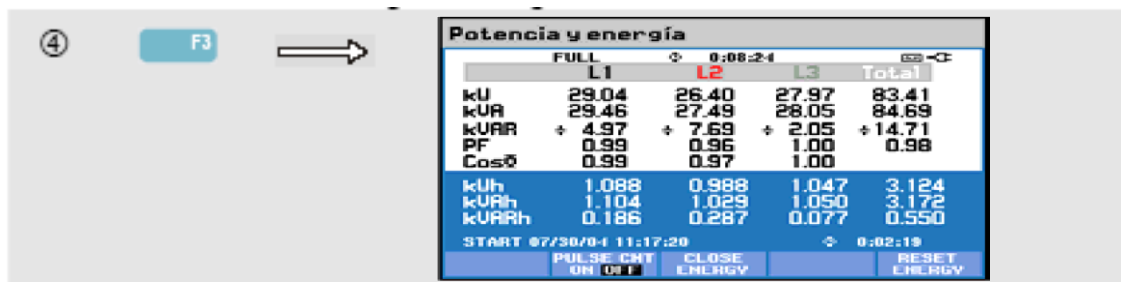 ④ F3
Potencia y energía
FULL 0:08:24
L1 L2 L3 Total
kW 29.04 26.40 27.97 83.41
kVA 29.46 27.49 28.05 84.69
kVAR 4.97 7.69 2.05 14.71
PF 0.99 0.96 1.00 0.98
CosΦ 0.99 0.97 1.00
kWh 1.088 0.988 1.047 3.124
kVAh 1.104 1.029 1.050 3.172
kVARh 0.186 0.287 0.077 0.550
START 07/30/04 11:17:20 0:02:19
PULSE CNT CLOSE RESET
ON OFF ENERGY ENERGY